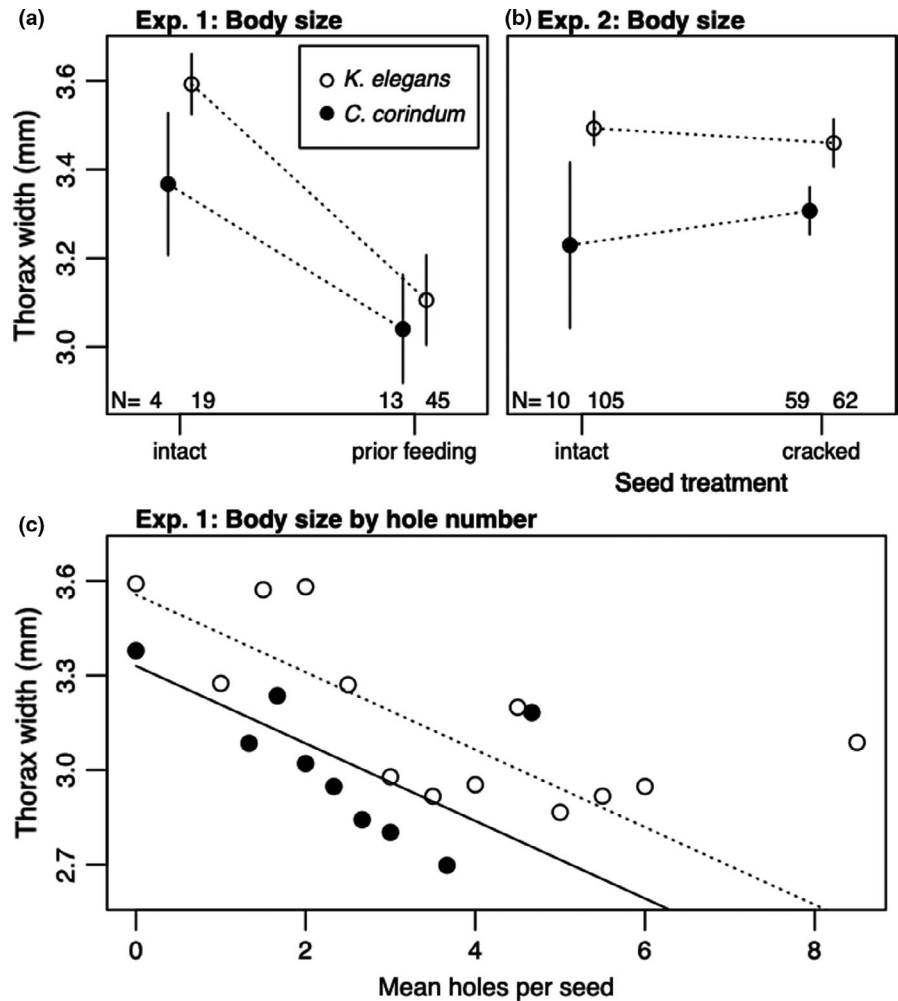 (a) Exp. 1: Body size
Thorax width (mm)
3.6
3.4
3.2
3.0
K. elegans
C. corindum
N= 4 19 13 45
intact prior feeding
(b) Exp. 2: Body size
N= 10 105 59 62
intact cracked
Seed treatment
(c) Exp. 1: Body size by hole number
Thorax width (mm)
3.6
3.3
3.0
2.7
0 2 4 6 8
Mean holes per seed